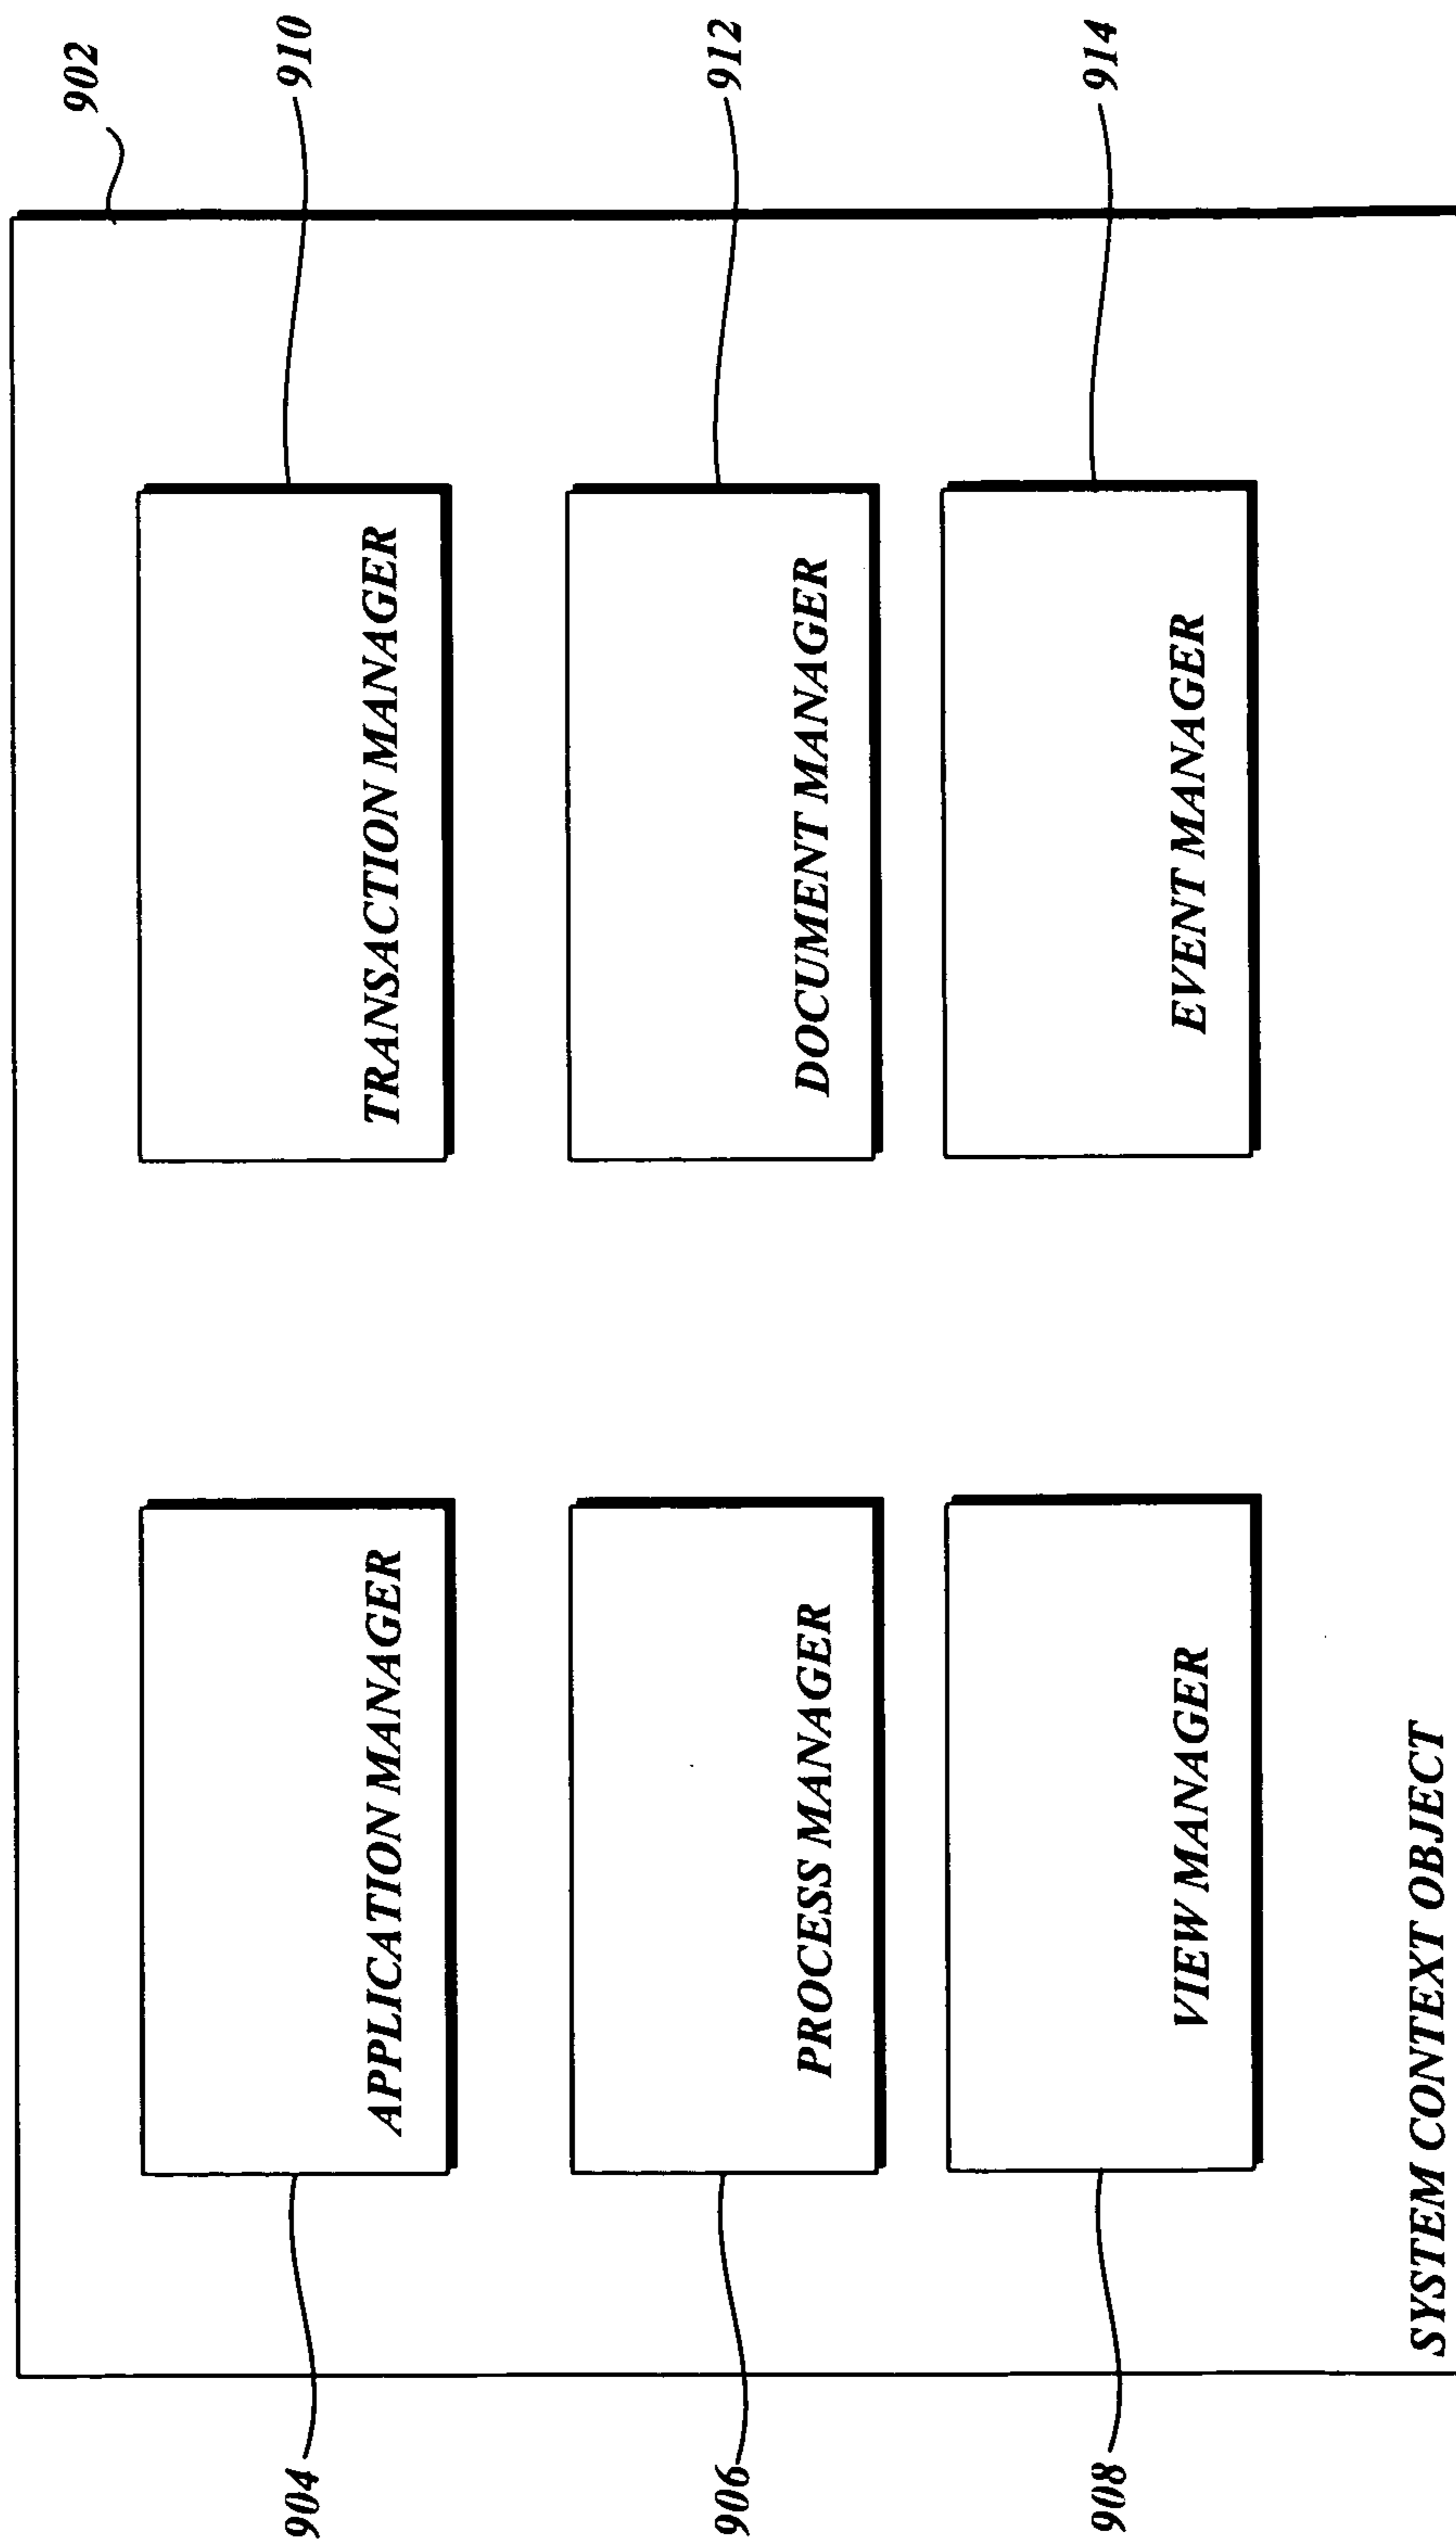 902
APPLICATION MANAGER
TRANSACTION MANAGER
904
910
PROCESS MANAGER
DOCUMENT MANAGER
906
912
VIEW MANAGER
EVENT MANAGER
908
914
SYSTEM CONTEXT OBJECT